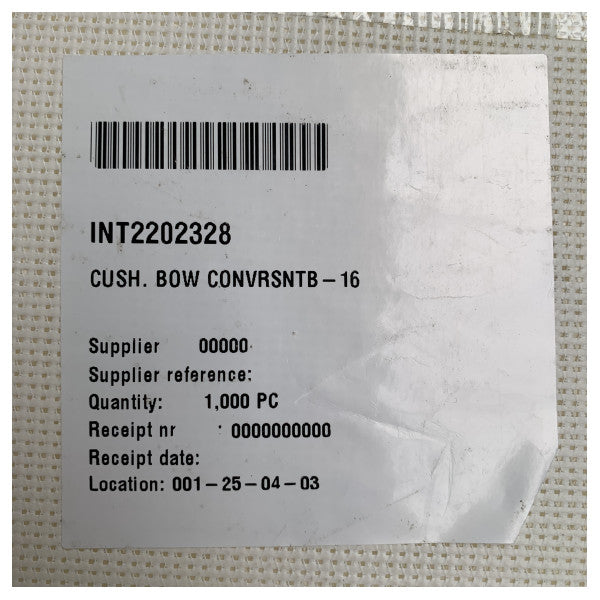 INT2202328
CUSH. BOW CONVRSNTB-16
Supplier 00000
Supplier reference:
Quantity: 1,000 PC
Receipt nr 0000000000
Receipt date:
Location: 001-25-04-03